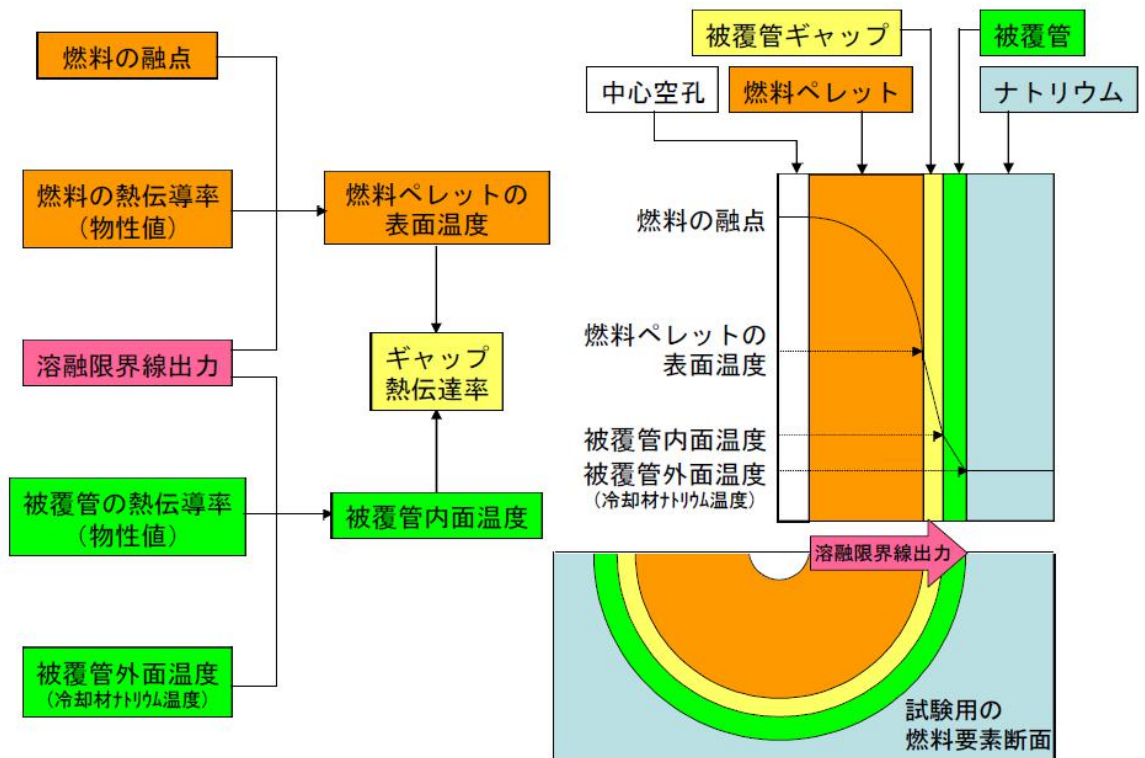 燃料の融点
燃料の熱伝導率
(物性値)
燃料ペレットの
表面温度
溶融限界線出力
ギャップ
熱伝達率
被覆管の熱伝導率
(物性値)
被覆管内面温度
被覆管外面温度
(冷却材ナトリウム温度)
被覆管ギャップ
被覆管
中心空孔
燃料ペレット
ナトリウム
燃料の融点
燃料ペレットの
表面温度
被覆管内面温度
被覆管外面温度
(冷却材ナトリウム温度)
溶融限界線出力
試験用の
燃料要素断面